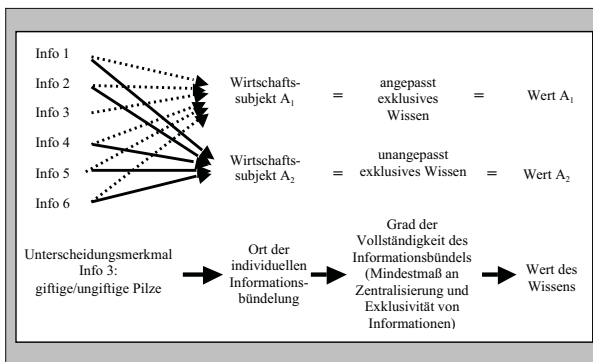 Info 1
Info 2
Info 3
Info 4
Info 5
Info 6
Wirtschafts-
subjekt A1
=
angepasst
exklusives
Wissen
=
Wert A1
Wirtschafts-
subjekt A2
=
unangepasst
exklusives Wissen
=
Wert A2
Unterscheidungsmerkmal
Info 3:
giftige/ungiftige Pilze
Ort der
individuellen
Informations-
bündelung
Grad der
Vollständigkeit des
Informationsbündels
(Mindestmaß an
Zentralisierung und
Exklusivität von
Informationen)
Wert des
Wissens